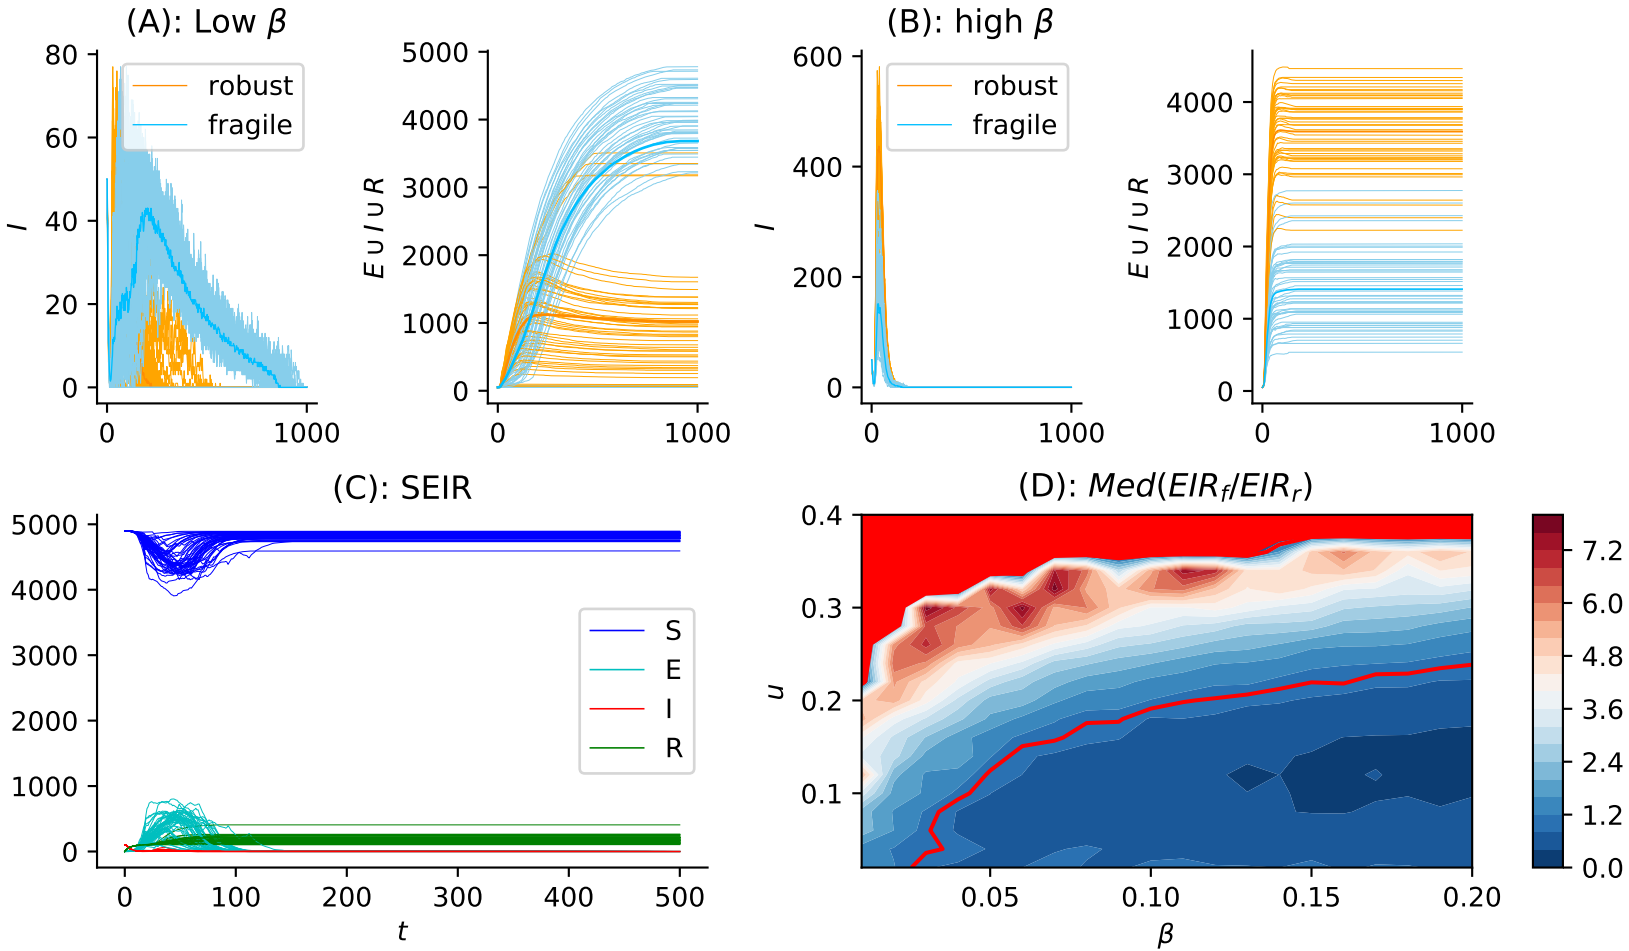 (A): Low β
80
60
40
20
0
I
0
1000
robust
fragile
5000
4000
3000
2000
1000
0
E ∪ I ∪ R
0
1000
(B): high β
600
400
200
0
I
0
1000
robust
fragile
4000
3000
2000
1000
0
E ∪ I ∪ R
0
1000
(C): SEIR
5000
4000
3000
2000
1000
0
0
100
200
300
400
500
t
S
E
I
R
(D): Med(EIR_f/EIR_r)
0.4
0.3
0.2
0.1
u
0.05
0.10
0.15
0.20
β
7.2
6.0
4.8
3.6
2.4
1.2
0.0